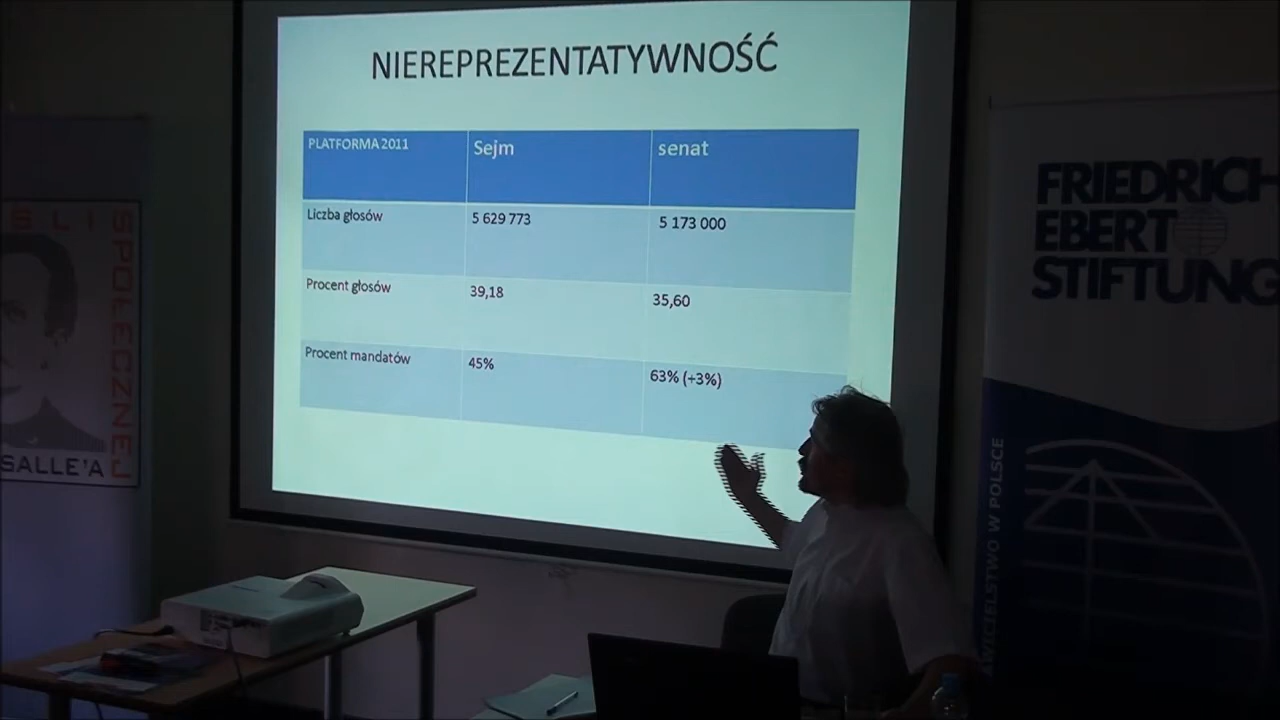 NIEREPREZENTATYWNOŚĆ
PLATFORMA 2011 Sejm senat
Liczba głosów 5 629 773 5 173 000
Procent głosów 39,18 35,60
Procent mandatów 45% 63% (+3%)
SPOŁECZNEJ
SALLE'A
FRIEDRICH
EBERT
STIFTUNG
W POLSCE